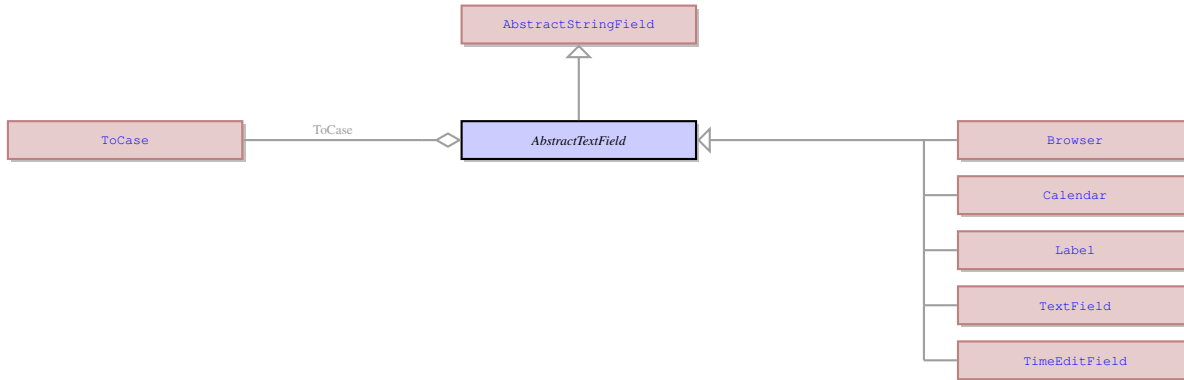 AbstractStringField
ToCase
ToCase
AbstractTextField
Browser
Calendar
Label
TextField
TimeEditField